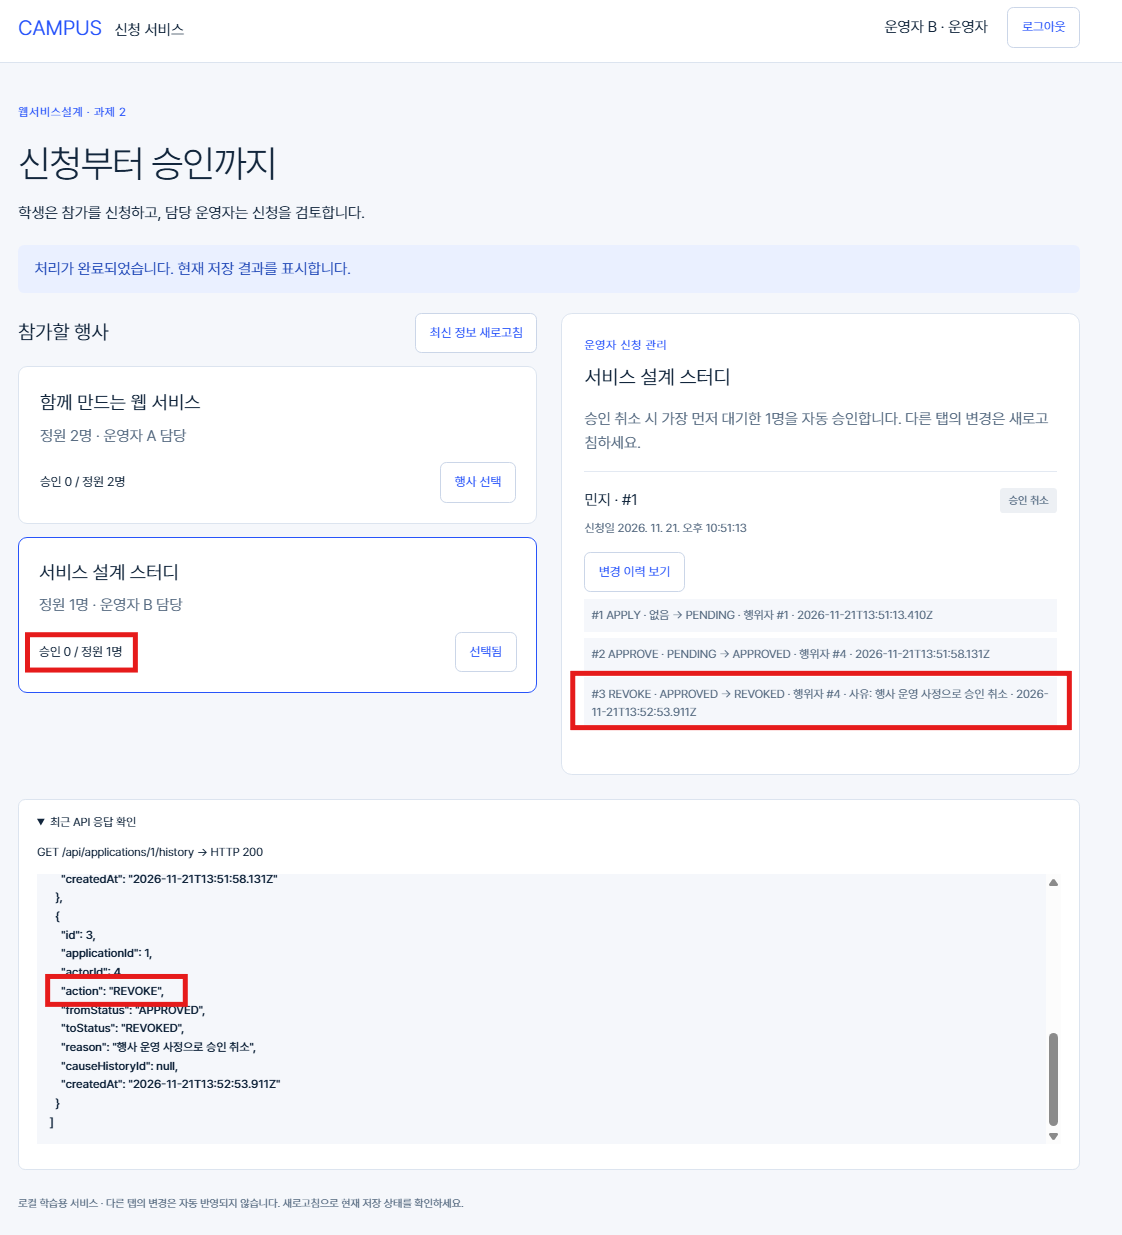 CAMPUS 신청 서비스
운영자 B · 운영자
로그아웃
웹서비스설계 · 과제 2
신청부터 승인까지
학생은 참가를 신청하고, 담당 운영자는 신청을 검토합니다.
처리가 완료되었습니다. 현재 저장 결과를 표시합니다.
참가할 행사
최신 정보 새로고침
함께 만드는 웹 서비스
정원 2명 · 운영자 A 담당
승인 0 / 정원 2명
행사 선택
서비스 설계 스터디
정원 1명 · 운영자 B 담당
승인 0 / 정원 1명
선택됨
운영자 신청 관리
서비스 설계 스터디
승인 취소 시 가장 먼저 대기한 1명을 자동 승인합니다. 다른 탭의 변경은 새로고
침하세요.
민지 · #1
승인 취소
신청일 2026. 11. 21. 오후 10:51:13
변경 이력 보기
#1 APPLY · 없음 → PENDING · 행위자 #1 · 2026-11-21T13:51:13.410Z
#2 APPROVE · PENDING → APPROVED · 행위자 #4 · 2026-11-21T13:51:58.131Z
#3 REVOKE · APPROVED → REVOKED · 행위자 #4 · 사유: 행사 운영 사정으로 승인 취소 · 2026-
11-21T13:52:53.911Z
▼ 최근 API 응답 확인
GET /api/applications/1/history → HTTP 200
"createdAt": "2026-11-21T13:51:58.131Z"
},
{
"id": 3,
"applicationId": 1,
"actorId": 4,
"action": "REVOKE",
"fromStatus": "APPROVED",
"toStatus": "REVOKED",
"reason": "행사 운영 사정으로 승인 취소",
"causeHistoryId": null,
"createdAt": "2026-11-21T13:52:53.911Z"
}
]
로컬 학습용 서비스 · 다른 탭의 변경은 자동 반영되지 않습니다. 새로고침으로 현재 저장 상태를 확인하세요.